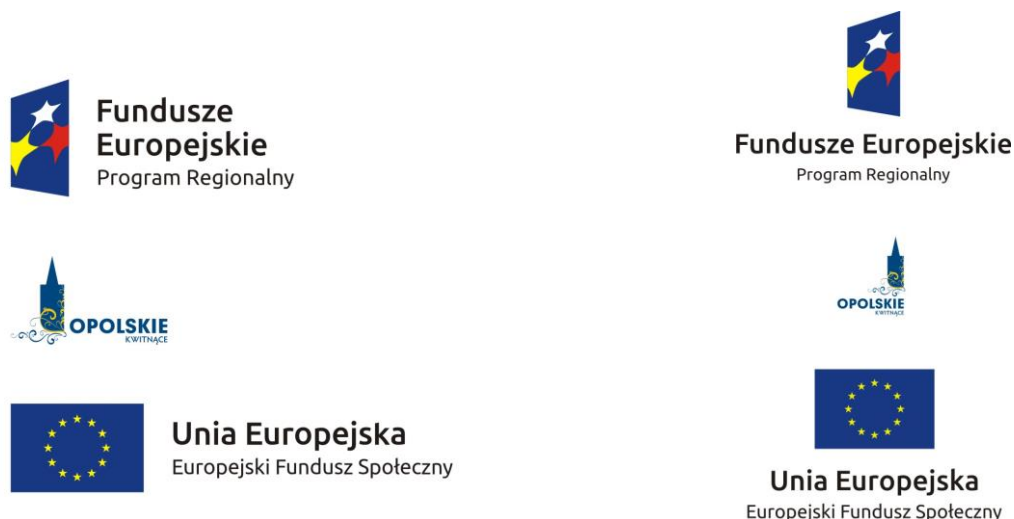 Fundusze
Europejskie
Program Regionalny
OPOLSKIE
KWITNĄCE
Unia Europejska
Europejski Fundusz Społeczny
Fundusze Europejskie
Program Regionalny
OPOLSKIE
KWITNĄCE
Unia Europejska
Europejski Fundusz Społeczny